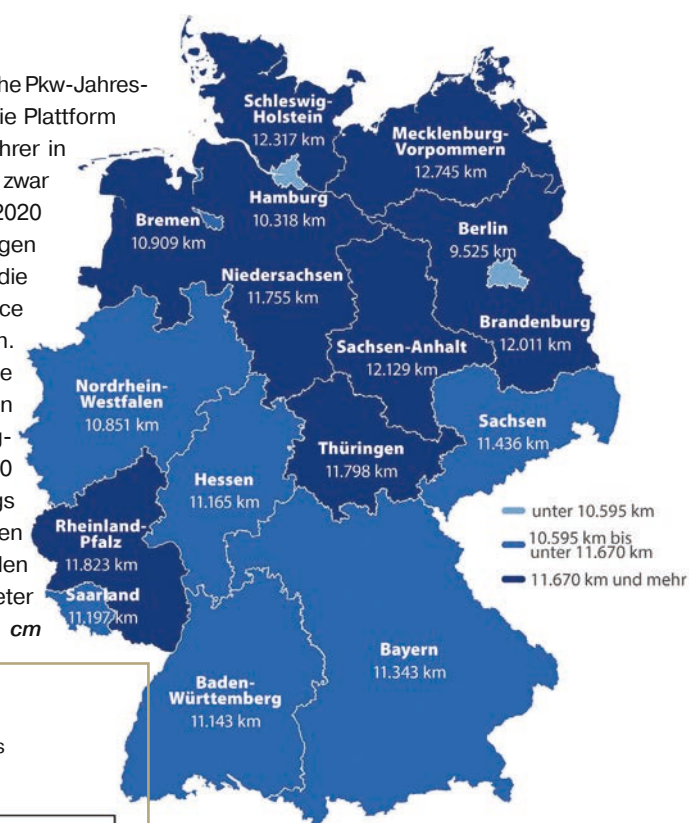 he Pkw-Jahres-
ie Plattform
hrer in
zwar
2020
gen
die
ce
n.
e
n
g-
0
gs
en
den
eter
cm
s
Schleswig-
Holstein
12.317 km
Mecklenburg-
Vorpommern
12.745 km
Hamburg
10.318 km
Bremen
10.909 km
Berlin
9.525 km
Niedersachsen
11.755 km
Brandenburg
12.011 km
Sachsen-Anhalt
12.129 km
Nordrhein-
Westfalen
10.851 km
Sachsen
11.436 km
Thüringen
11.798 km
Hessen
11.165 km
Rheinland-
Pfalz
11.823 km
Saarland
11.197 km
Bayern
11.343 km
Baden-
Württemberg
11.143 km
unter 10.595 km
10.595 km bis
unter 11.670 km
11.670 km und mehr